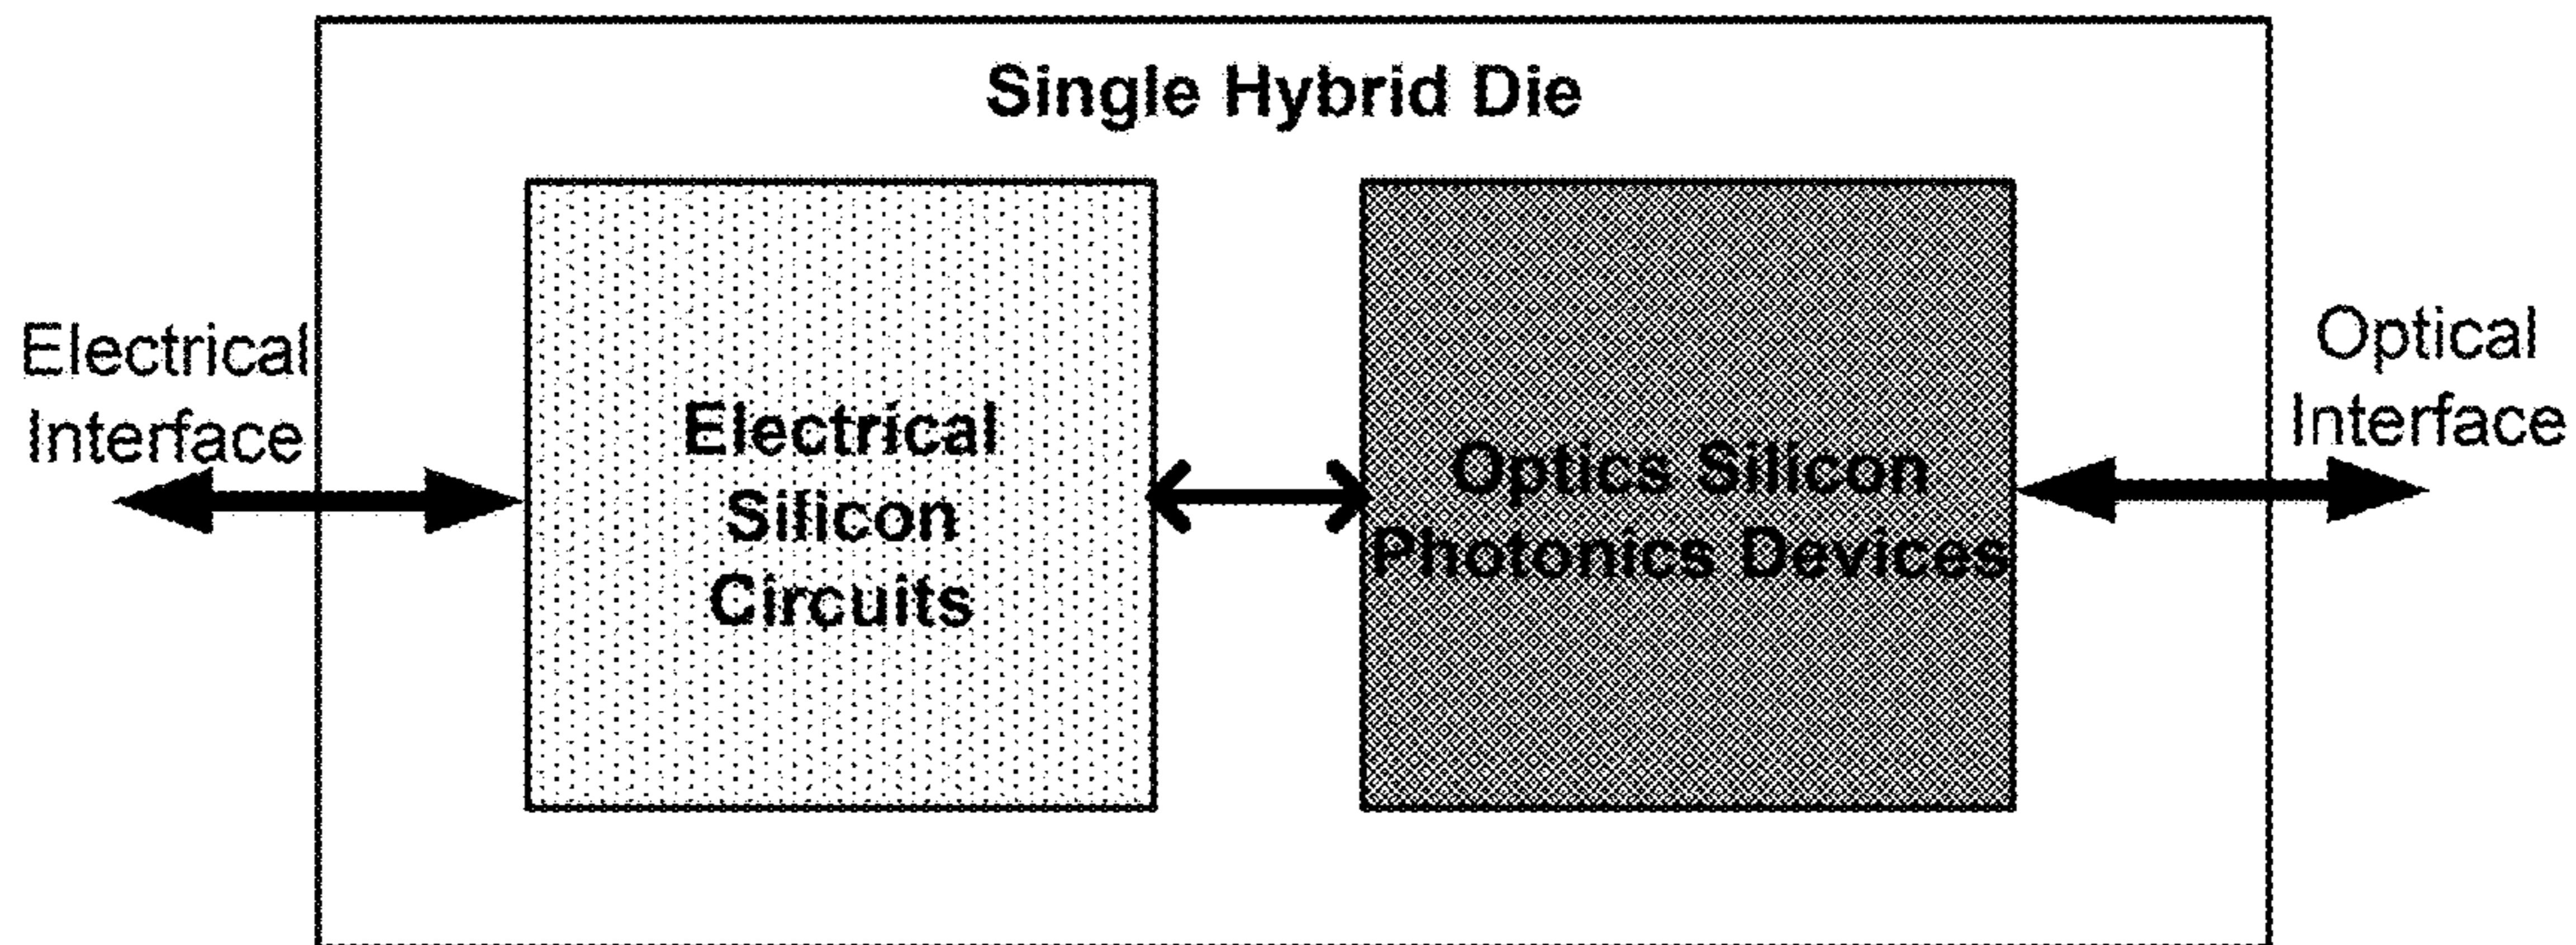 Single Hybrid Die
Electrical
Interface
Electrical
Silicon
Circuits
Optics Silicon
Photonics Devices
Optical
Interface